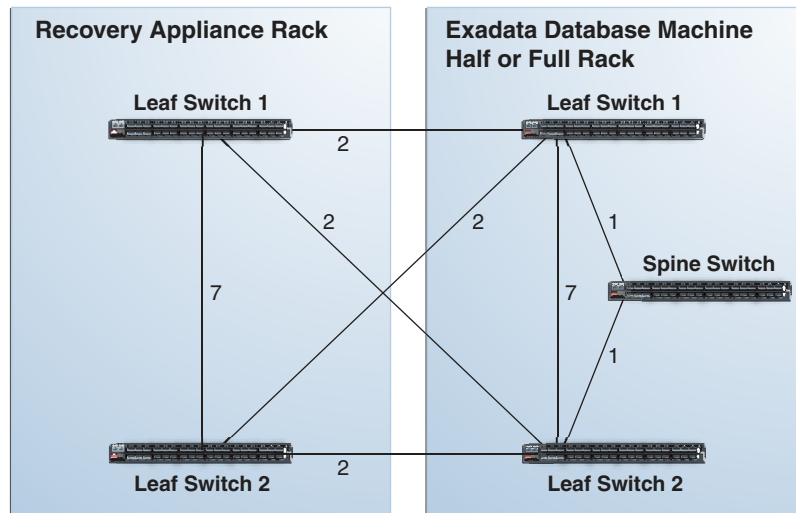 Recovery Appliance Rack
Exadata Database Machine
Half or Full Rack
Leaf Switch 1
Leaf Switch 1
2
2
2
1
Spine Switch
7
7
1
2
Leaf Switch 2
Leaf Switch 2